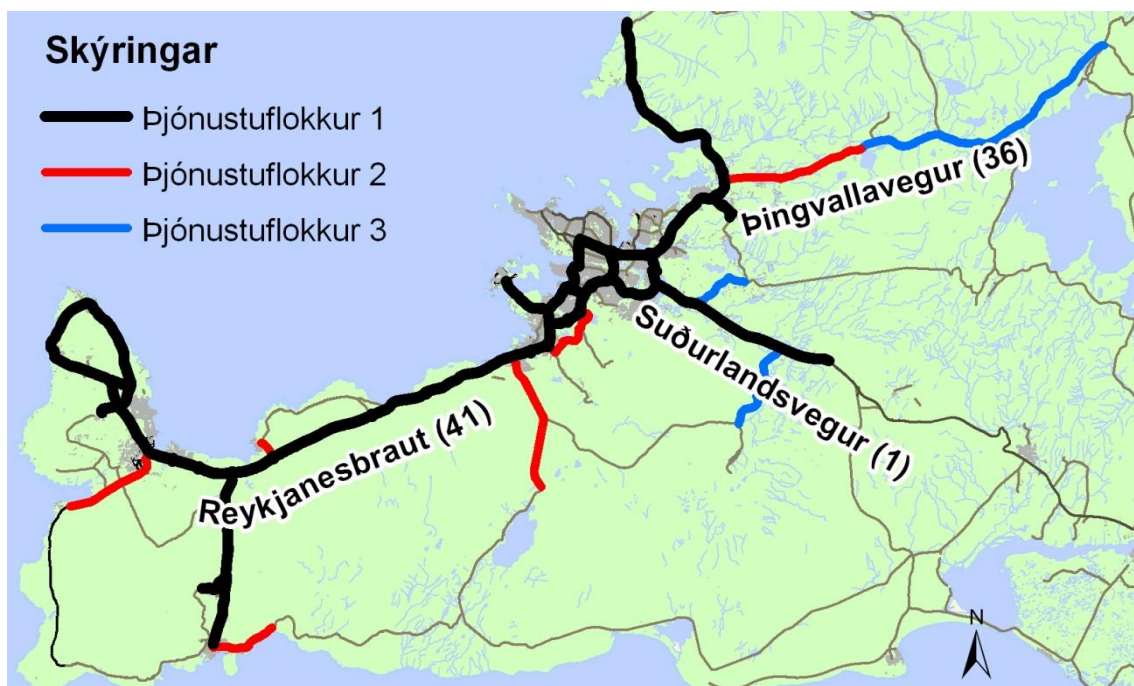 Skýringar
Þjónustuflokkur 1
Þjónustuflokkur 2
Þjónustuflokkur 3
Þingvallavegur (36)
Suðurlandsvegur (1)
Reykjanesbraut (41)
N